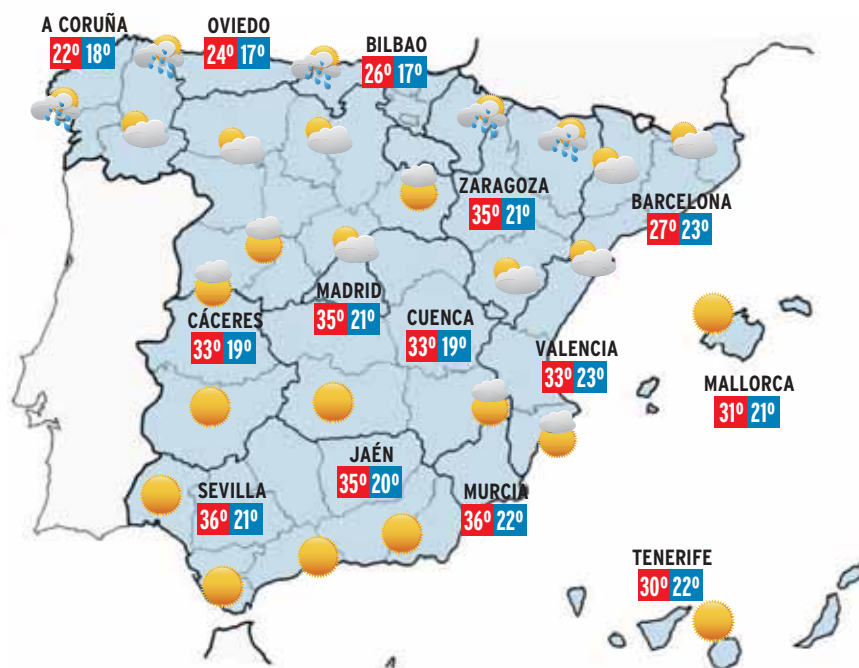 A CORUÑA
22º 18º
OVIEDO
24º 17º
BILBAO
26º 17º
ZARAGOZA
35º 21º
BARCELONA
27º 23º
MADRID
35º 21º
CÁCERES
33º 19º
CUENCA
33º 19º
VALENCIA
33º 23º
MALLORCA
31º 21º
JAÉN
35º 20º
SEVILLA
36º 21º
MURCIA
36º 22º
TENERIFE
30º 22º